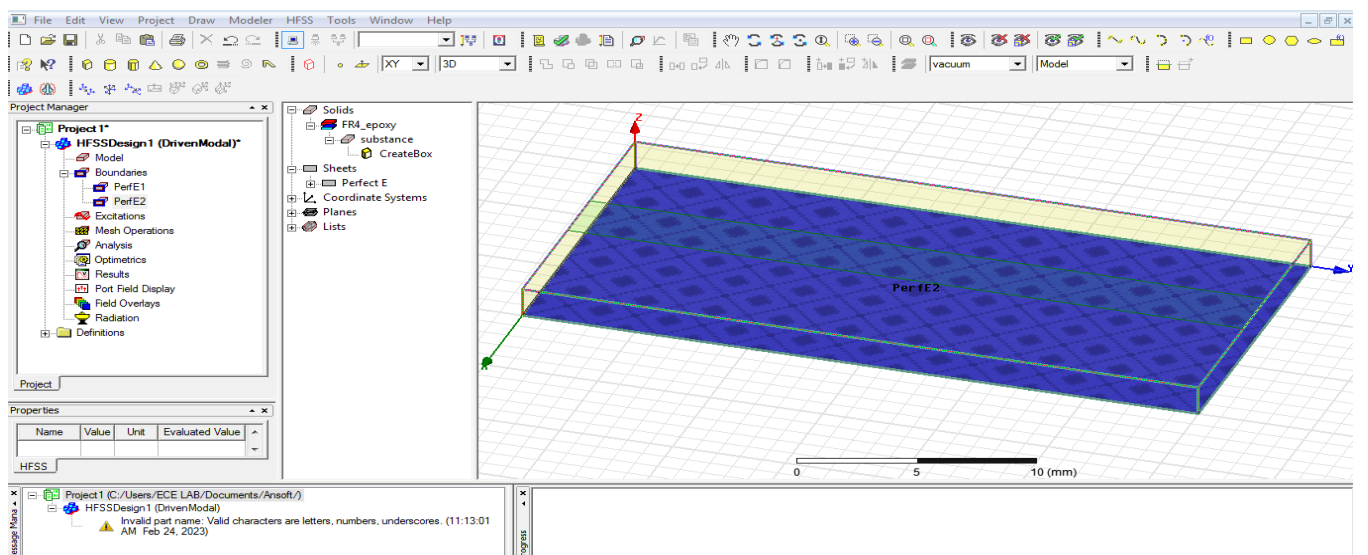 File Edit View Project Draw Modeler HFSS Tools Window Help
XY 3D vacuum Model
Project Manager
Project1*
HFSSDesign1 (DrivenModal)*
Model
Boundaries
PerfE1
PerfE2
Excitations
Mesh Operations
Analysis
Optimetrics
Results
Port Field Display
Field Overlays
Radiation
Definitions
Project
Properties
Name Value Unit Evaluated Value
HFSS
Solids
FR4_epoxy
substance
CreateBox
Sheets
Perfect E
Coordinate Systems
Planes
Lists
Z
Y
PerfE2
0 5 10 (mm)
Project1 (C:/Users/ECE LAB/Documents/Ansoft/)
HFSSDesign1 (DrivenModal)
Invalid part name: Valid characters are letters, numbers, underscores. (11:13:01
AM Feb 24, 2023)
essage Mana
rogress